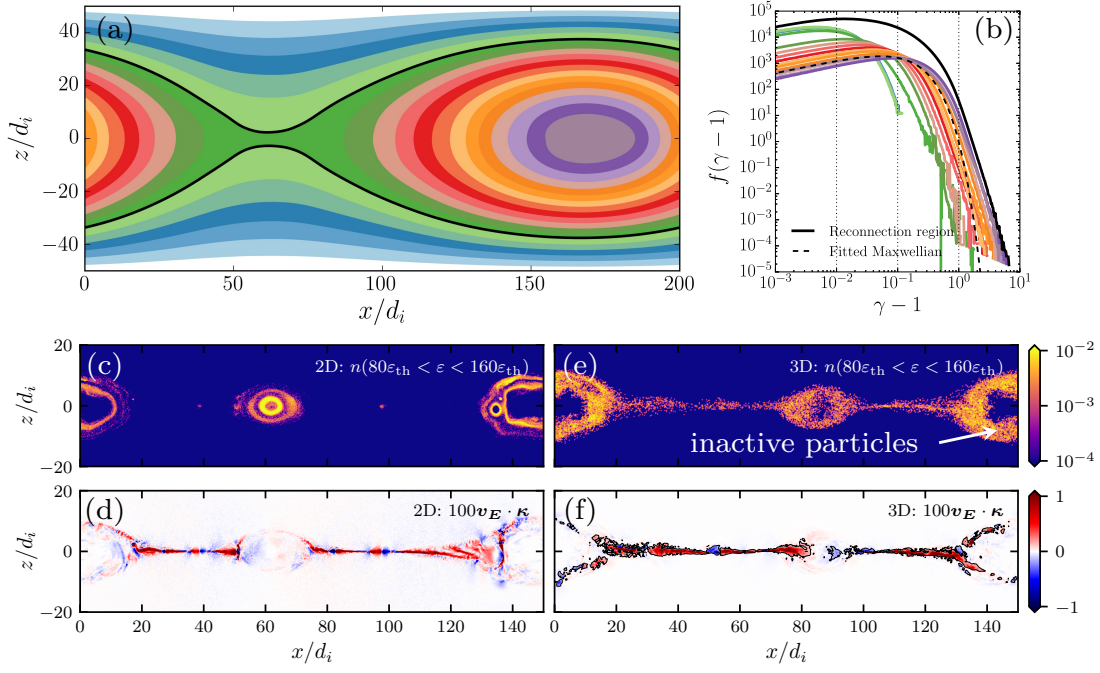 (a)
40
20
0
−20
−40
z/d_i
0 50 100 150 200
x/d_i
(b)
10^5
10^4
10^3
10^2
10^1
10^0
10^−1
10^−2
10^−3
10^−4
10^−5
f(γ − 1)
Reconnection region
Fitted Maxwellian
10^−3 10^−2 10^−1 10^0 10^1
γ − 1
(c) 2D: n(80ε_th < ε < 160ε_th)
20
0
−20
z/d_i
(e) 3D: n(80ε_th < ε < 160ε_th)
inactive particles
10^−2
10^−3
10^−4
(d) 2D: 100v_E · κ
20
0
−20
z/d_i
0 20 40 60 80 100 120 140
x/d_i
(f) 3D: 100v_E · κ
1
0
−1
0 20 40 60 80 100 120 140
x/d_i